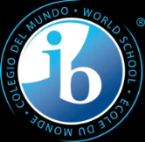 WORLD SCHOOL • ÉCOLE DU MONDE • COLEGIO DEL MUNDO •
®
ib